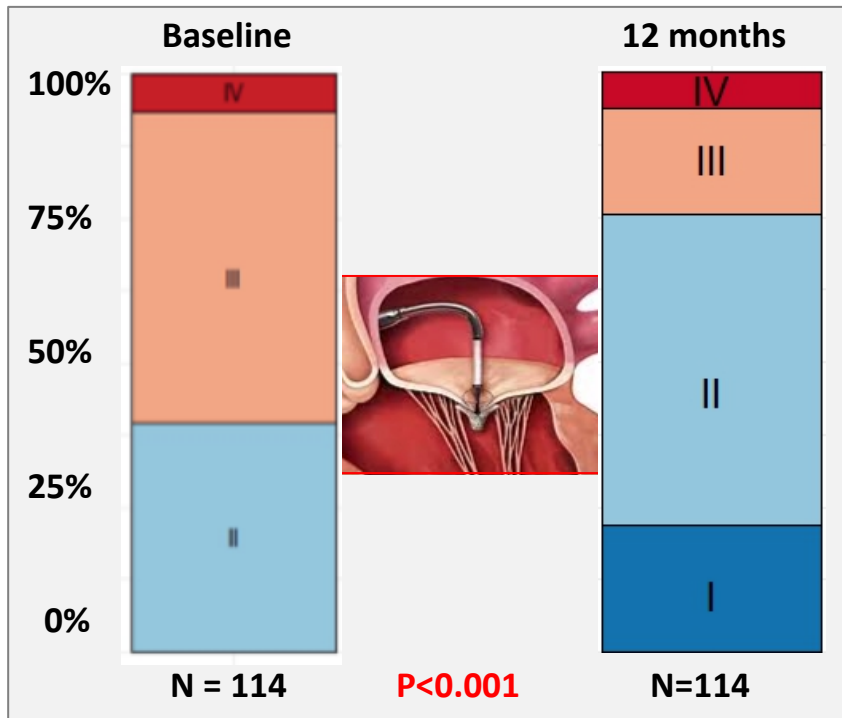 Baseline
12 months
100%
75%
50%
25%
0%
IV
III
II
IV
III
II
I
N = 114
P<0.001
N=114